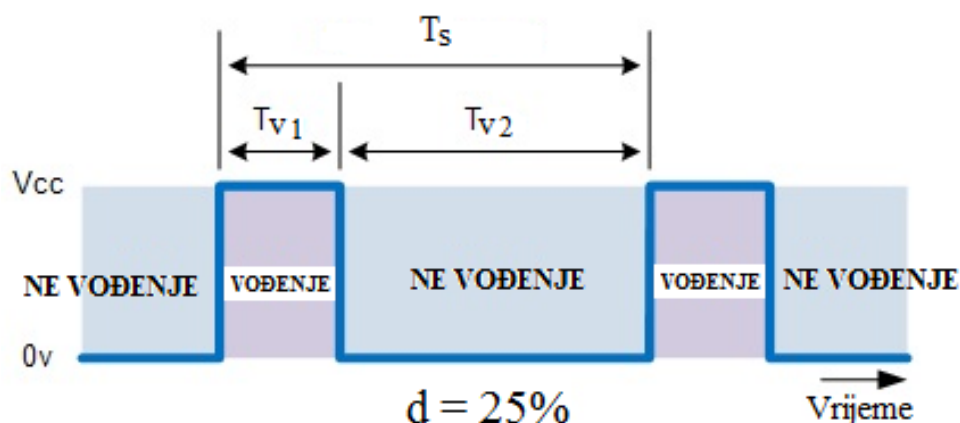 Ts
Tv1 Tv2
Vcc
NE VOĐENJE VOĐENJE NE VOĐENJE VOĐENJE NE VOĐENJE
0v
d = 25% Vrijeme